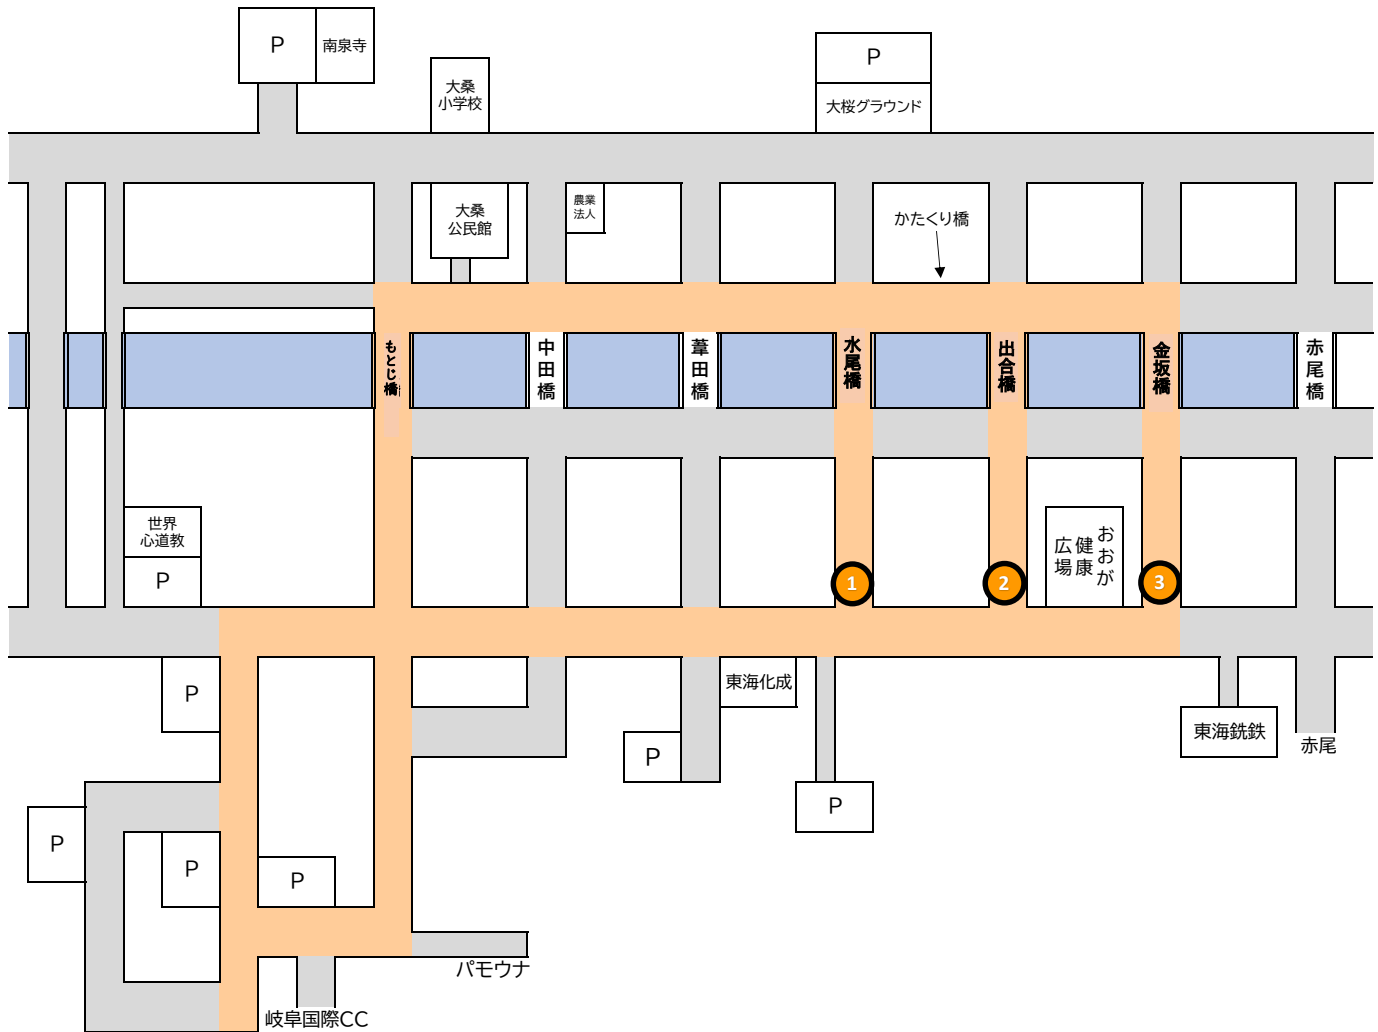 P
南泉寺
大桑
小学校
P
大桜グラウンド
大桑
公民館
農業
法人
かたくり橋
もとじ橋
中田橋
葦田橋
水尾橋
出合橋
金坂橋
赤尾橋
世界
心道教
P
1
2
おおが
健康
広場
3
P
東海化成
P
東海銑鉄
赤尾
P
P
P
P
パモウナ
岐阜国際CC